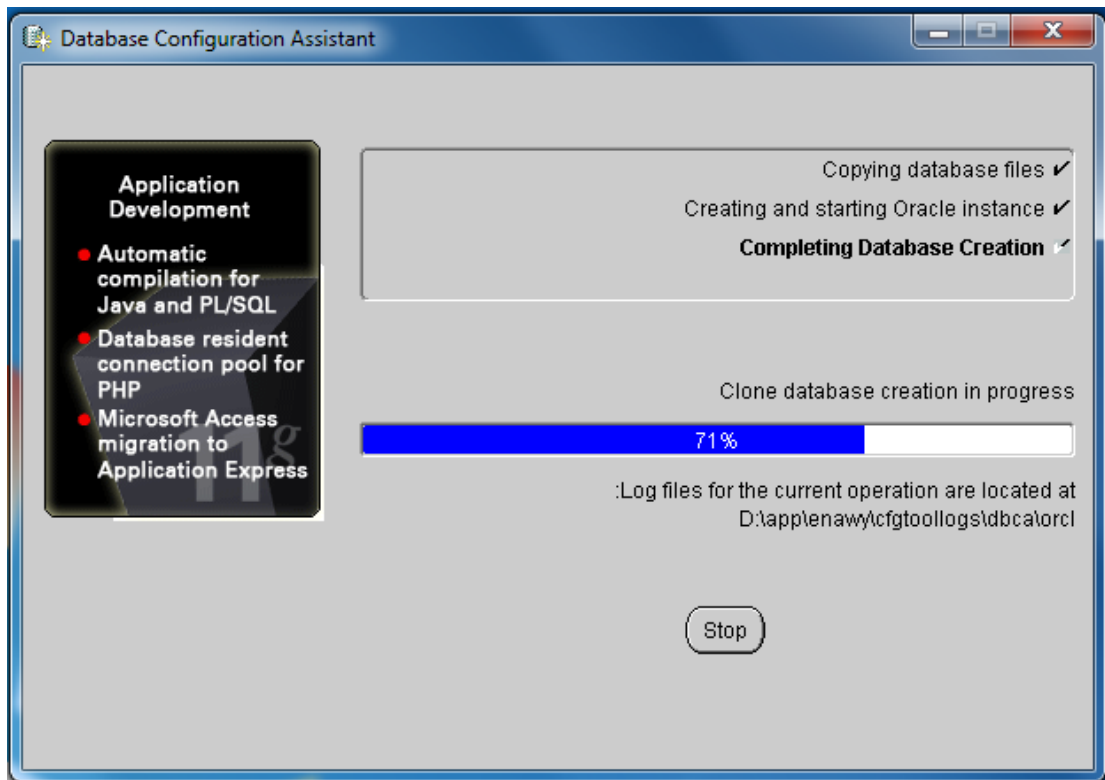 Database Configuration Assistant
Application
Development
Automatic
compilation for
Java and PL/SQL
Database resident
connection pool for
PHP
Microsoft Access
migration to
Application Express
11g
Copying database files ✔
Creating and starting Oracle instance ✔
Completing Database Creation
Clone database creation in progress
71%
:Log files for the current operation are located at
D:\app\enawy\cfgtoollogs\dbca\orcl
Stop